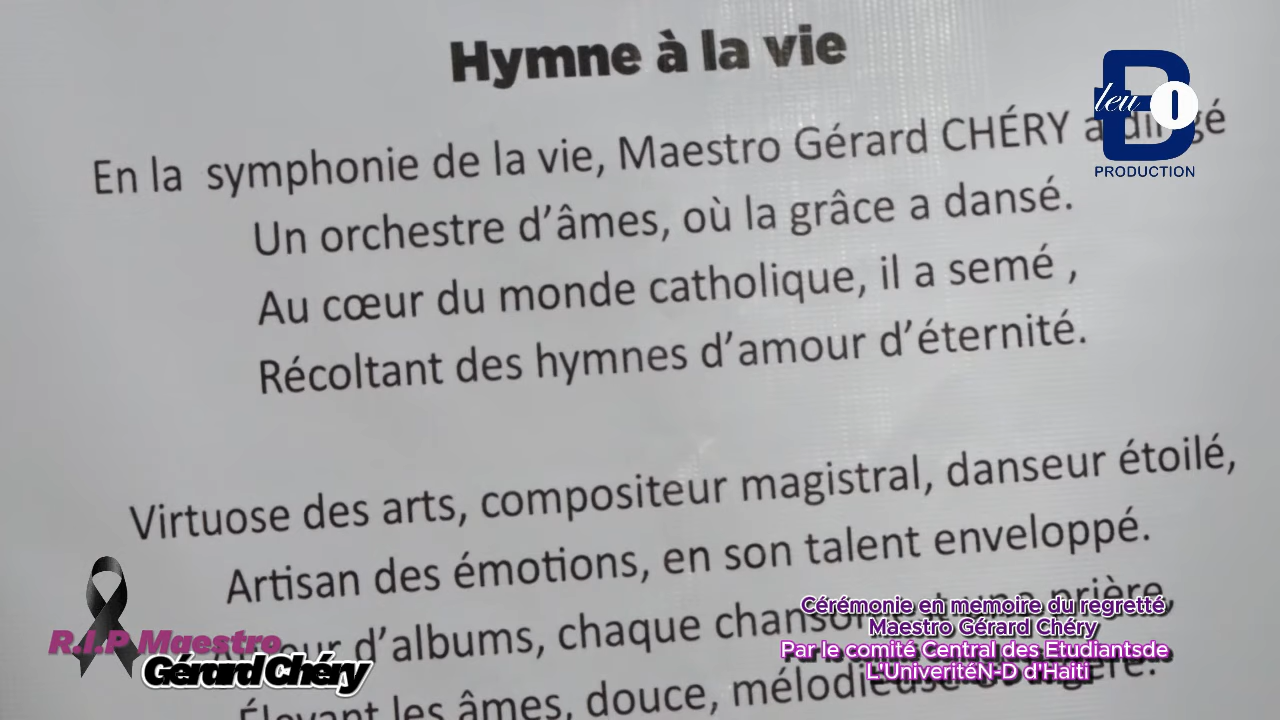 Hymne à la vie
En la symphonie de la vie, Maestro Gérard CHÉRY
Un orchestre d'âmes, où la grâce a dansé.
Au cœur du monde catholique, il a semé ,
Récoltant des hymnes d'amour d'éternité.
Virtuose des arts, compositeur magistral, danseur étoilé,
Artisan des émotions, en son talent enveloppé.
d'albums, chaque prière,
Élevant les âmes, douce,
Bleu
PRODUCTION
R.I.P Maestro
Gérard Chéry
Cérémonie en memoire du regretté
Maestro Gérard Chéry
Par le comité Central des Etudiantsde
L'UniveritéN-D d'Haiti